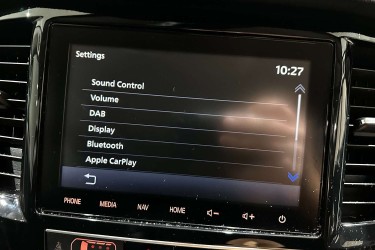 Settings
10:27
Sound Control
Volume
DAB
Display
Bluetooth
Apple CarPlay
PHONE MEDIA NAV HOME